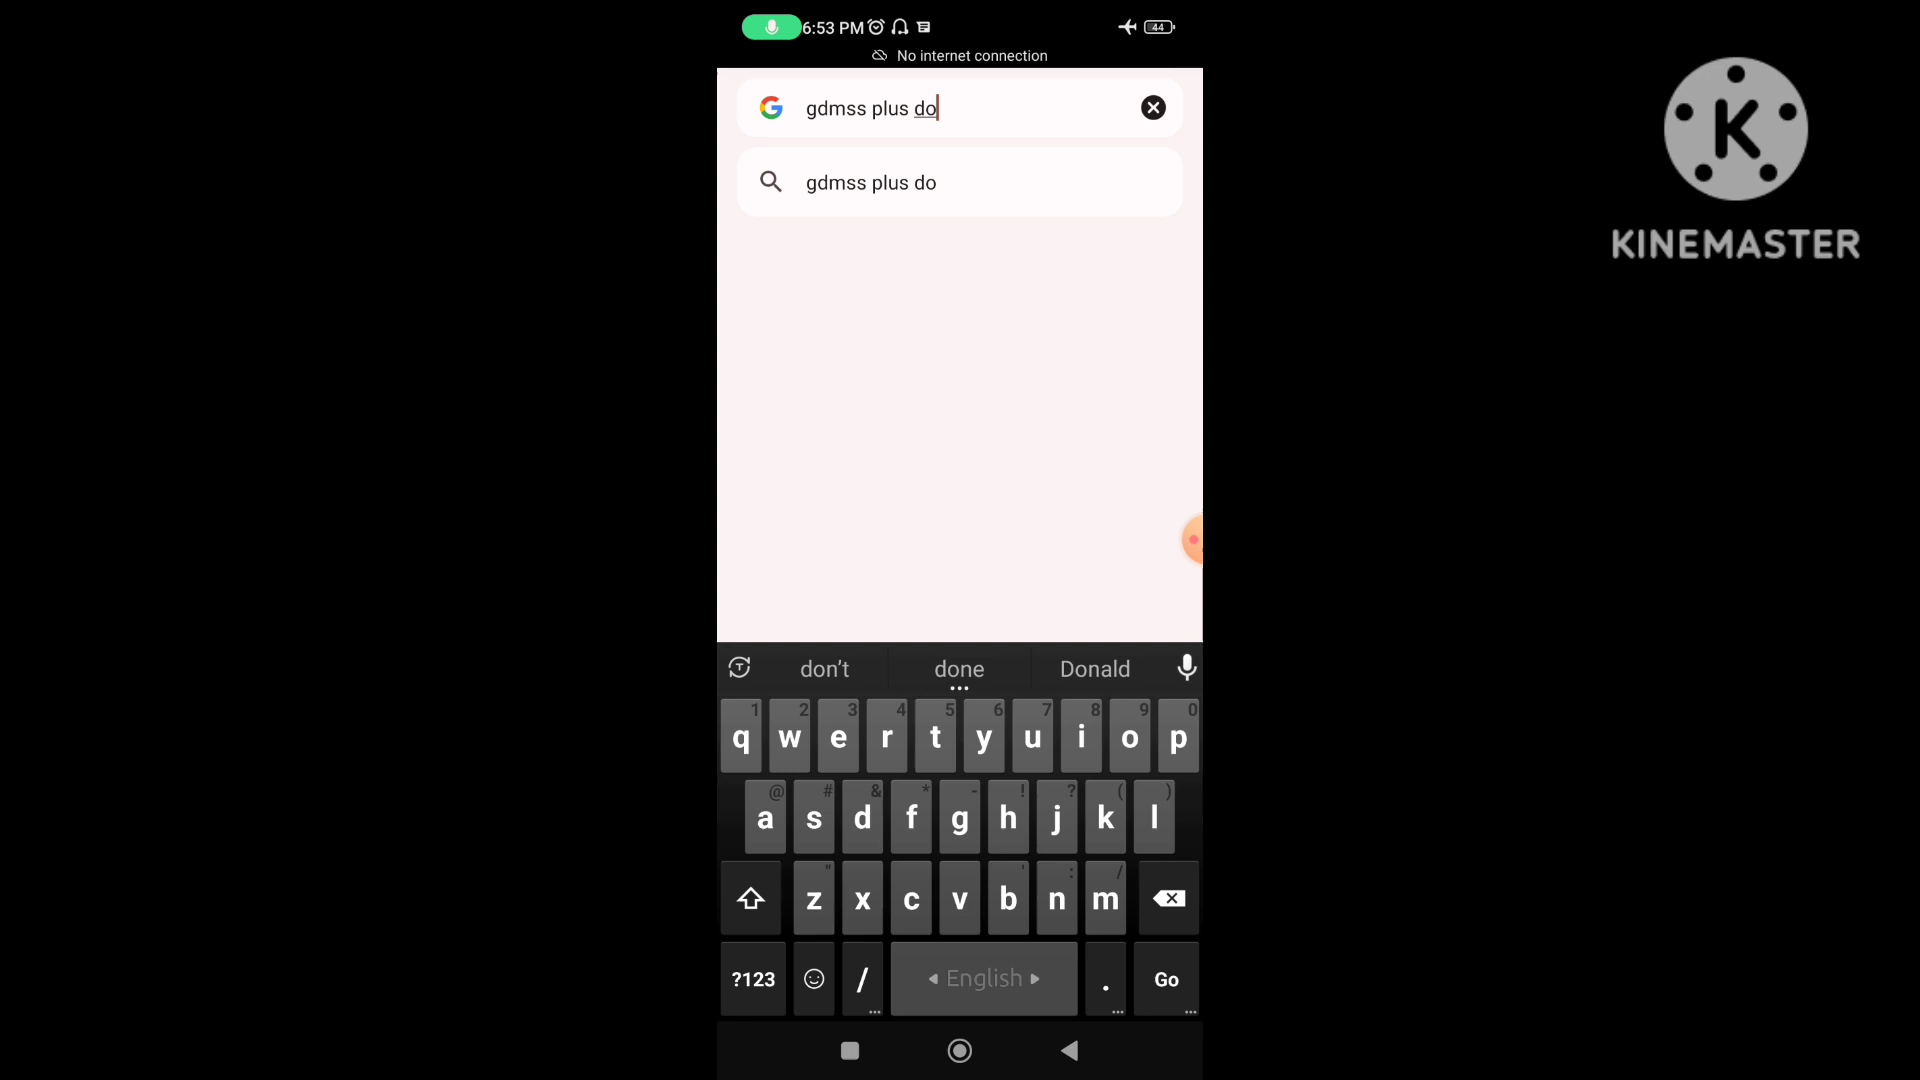 6:53 PM
44
No internet connection
gdmss plus do
gdmss plus do
K
KINEMASTER
don't done Donald
1 2 3 4 5 6 7 8 9 0
q w e r t y u i o p
@ # & * - ! ? ( )
a s d f g h j k l
" ' : /
z x c v b n m
?123 / English . Go